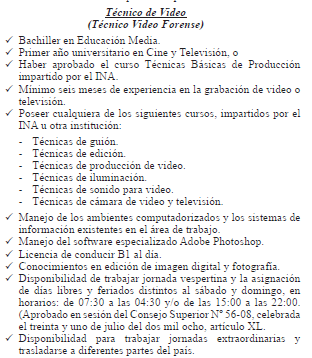 Técnico de Video
(Técnico Video Forense)
✓ Bachiller en Educación Media.
✓ Primer año universitario en Cine y Televisión, o
✓ Haber aprobado el curso Técnicas Básicas de Producción
impartido por el INA.
✓ Mínimo seis meses de experiencia en la grabación de video o
televisión.
✓ Poseer cualquiera de los siguientes cursos, impartidos por el
INA u otra institución:
- Técnicas de guión.
- Técnicas de edición.
- Técnicas de producción de video.
- Técnicas de iluminación.
- Técnicas de sonido para video.
- Técnicas de cámara de video y televisión.
✓ Manejo de los ambientes computadorizados y los sistemas de
información existentes en el área de trabajo.
✓ Manejo del software especializado Adobe Photoshop.
✓ Licencia de conducir B1 al día.
✓ Conocimientos en edición de imagen digital y fotografía.
✓ Disponibilidad de trabajar jornada vespertina y la asignación
de días libres y feriados distintos al sábado y domingo, en
horarios: de 07:30 a las 04:30 y/o de las 15:00 a las 22:00.
(Aprobado en sesión del Consejo Superior N° 56-08, celebrada
el treinta y uno de julio del dos mil ocho, artículo XL.
✓ Disponibilidad para trabajar jornadas extraordinarias y
trasladarse a diferentes partes del país.